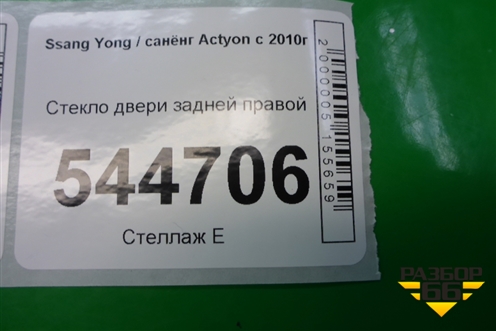 Ssang Yong / санёнг Actyon с 2010г
Стекло двери задней правой
544706
Стеллаж Е
2000005155659
РАЗБОР
66